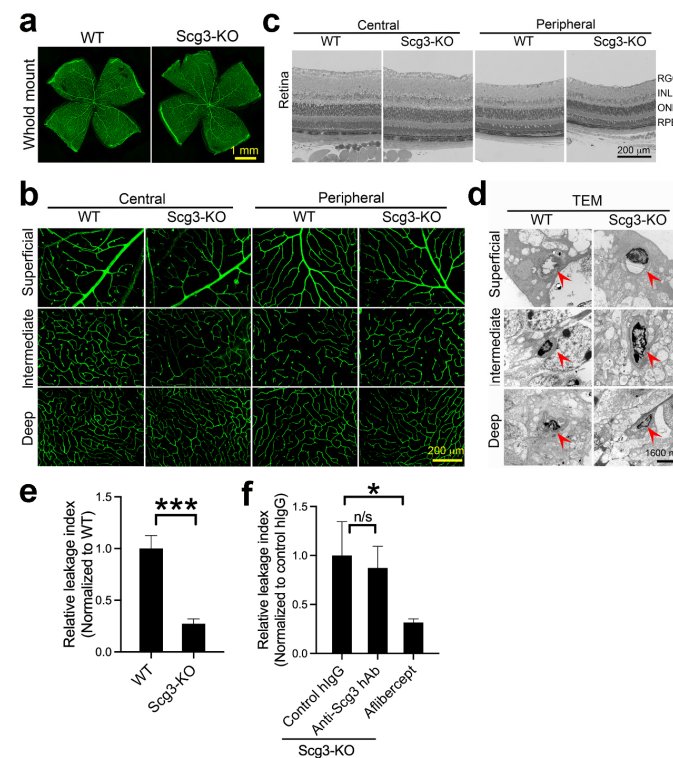 a
WT Scg3-KO
Whold mount
1 mm
c
Central Peripheral
WT Scg3-KO WT Scg3-KO
Retina
RG
INL
ON
RPE
200 μm
b
Central Peripheral
WT Scg3-KO WT Scg3-KO
Superficial
Intermediate
Deep
200 μm
d
TEM
WT Scg3-KO
Superficial
Intermediate
Deep
1600 n
e
Relative leakage index
(Normalized to WT)
1.5
1.0
0.5
0.0
***
WT
Scg3-KO
f
Relative leakage index
(Normalized to control hIgG)
1.5
1.0
0.5
0.0
*
n/s
Control hIgG
Anti-Scg3 hAb
Aflibercept
Scg3-KO